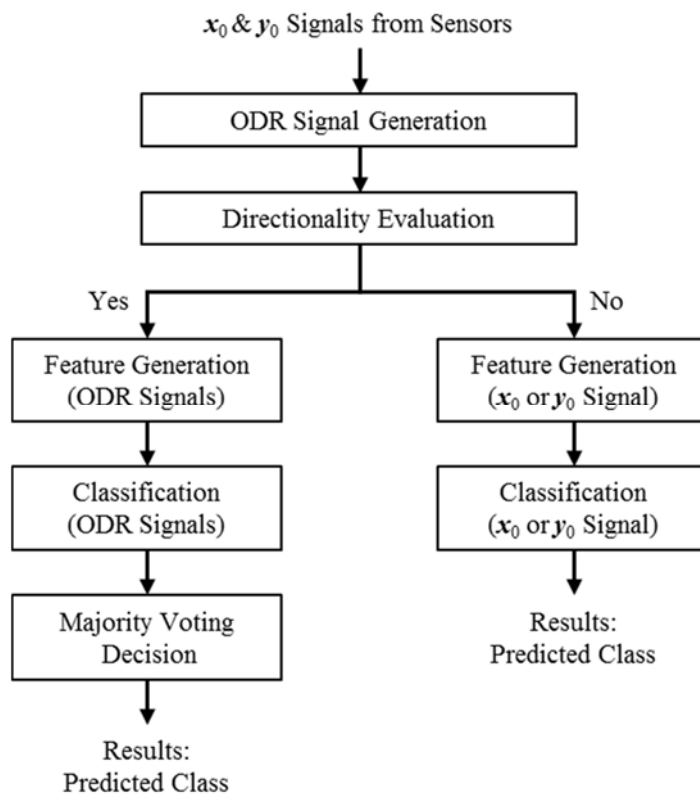 x₀ & y₀ Signals from Sensors
ODR Signal Generation
Directionality Evaluation
Yes
No
Feature Generation
(ODR Signals)
Feature Generation
(x₀ or y₀ Signal)
Classification
(ODR Signals)
Classification
(x₀ or y₀ Signal)
Majority Voting
Decision
Results:
Predicted Class
Results:
Predicted Class